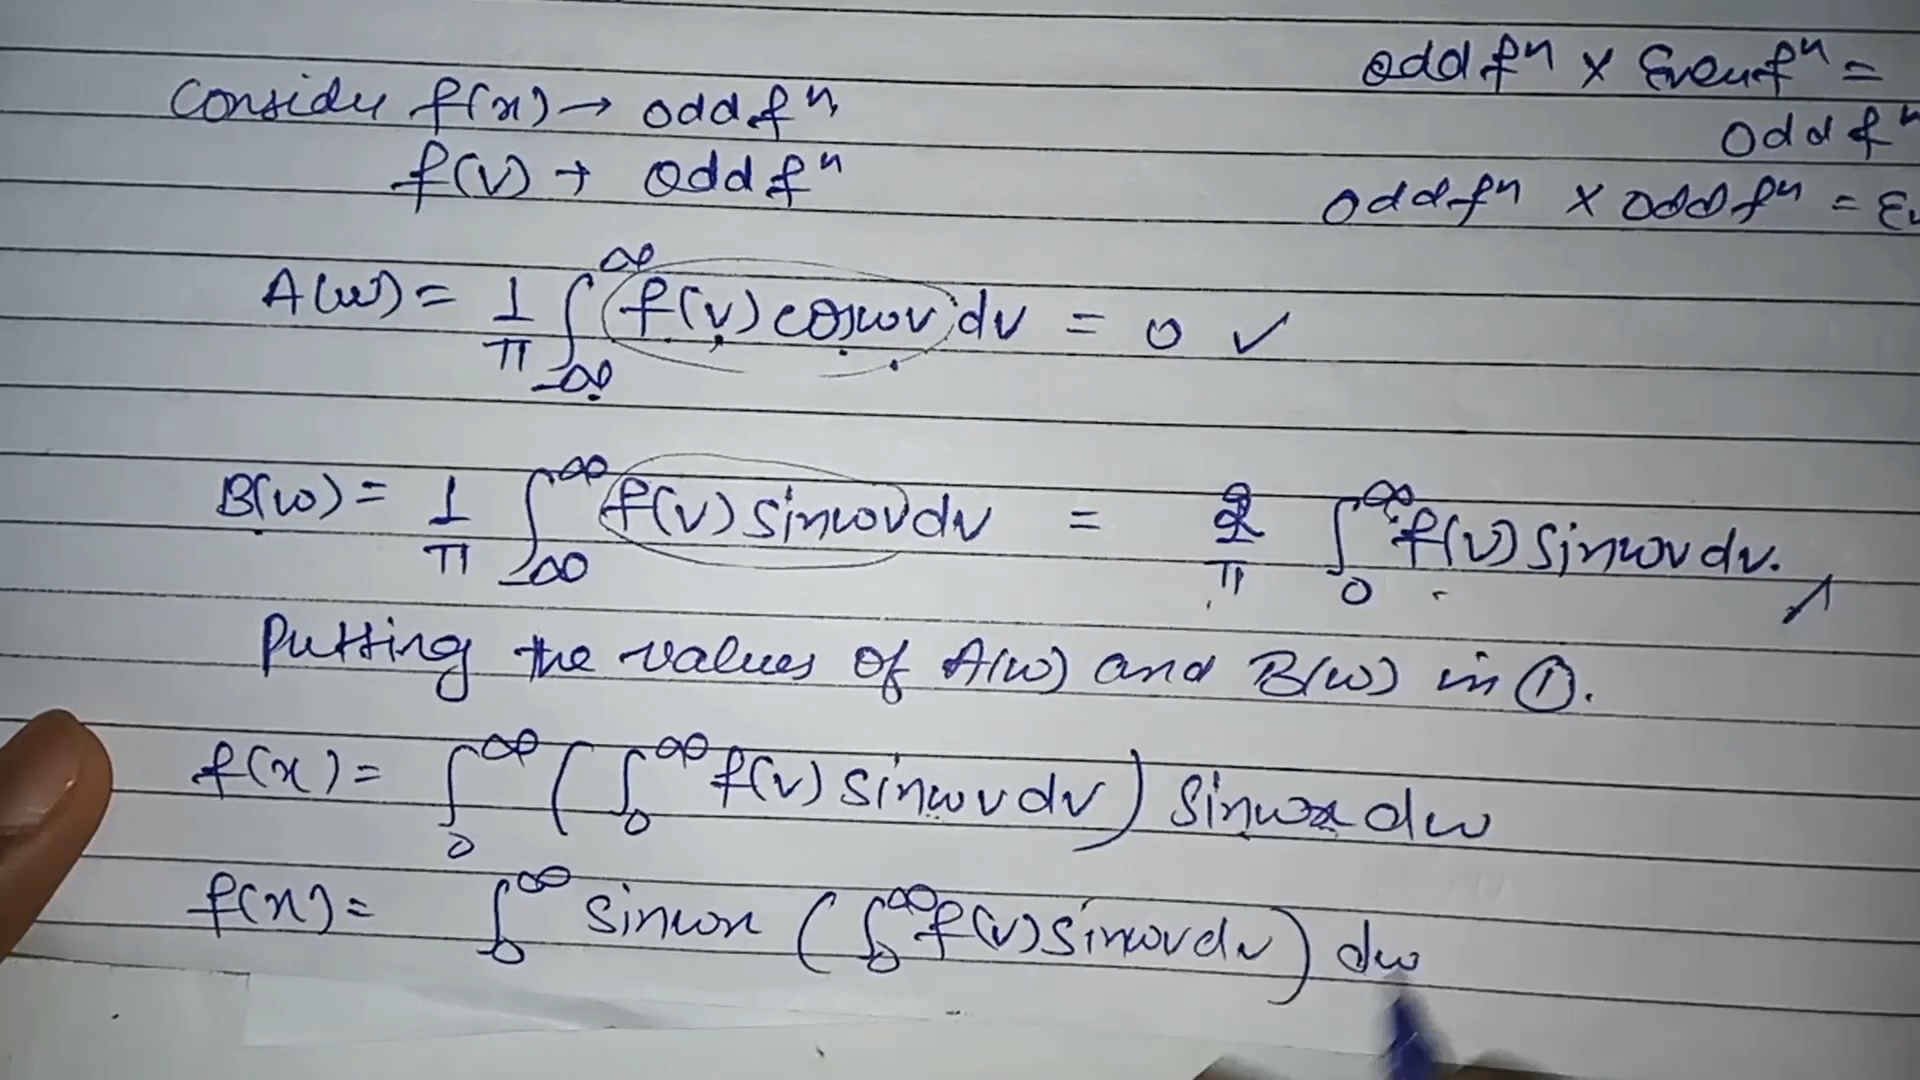 Odd fⁿ × Even fⁿ =
Odd fⁿ
Odd fⁿ × Odd fⁿ =
Consider f(x) → odd fⁿ
f(v) → Odd fⁿ
A(w) = 1/π ∫_{-∞}^{∞} f(v) cos wv dv = 0 ✓
B(w) = 1/π ∫_{-∞}^{∞} f(v) sin wv dv = 2/π ∫_0^∞ f(v) sin wv dv.
Putting the values of A(w) and B(w) in ①.
f(x) = ∫_0^∞ ( ∫_0^∞ f(v) sin wv dv ) sin wx dw
f(x) = ∫_0^∞ sin wx ( ∫_0^∞ f(v) sin wv dv ) dw